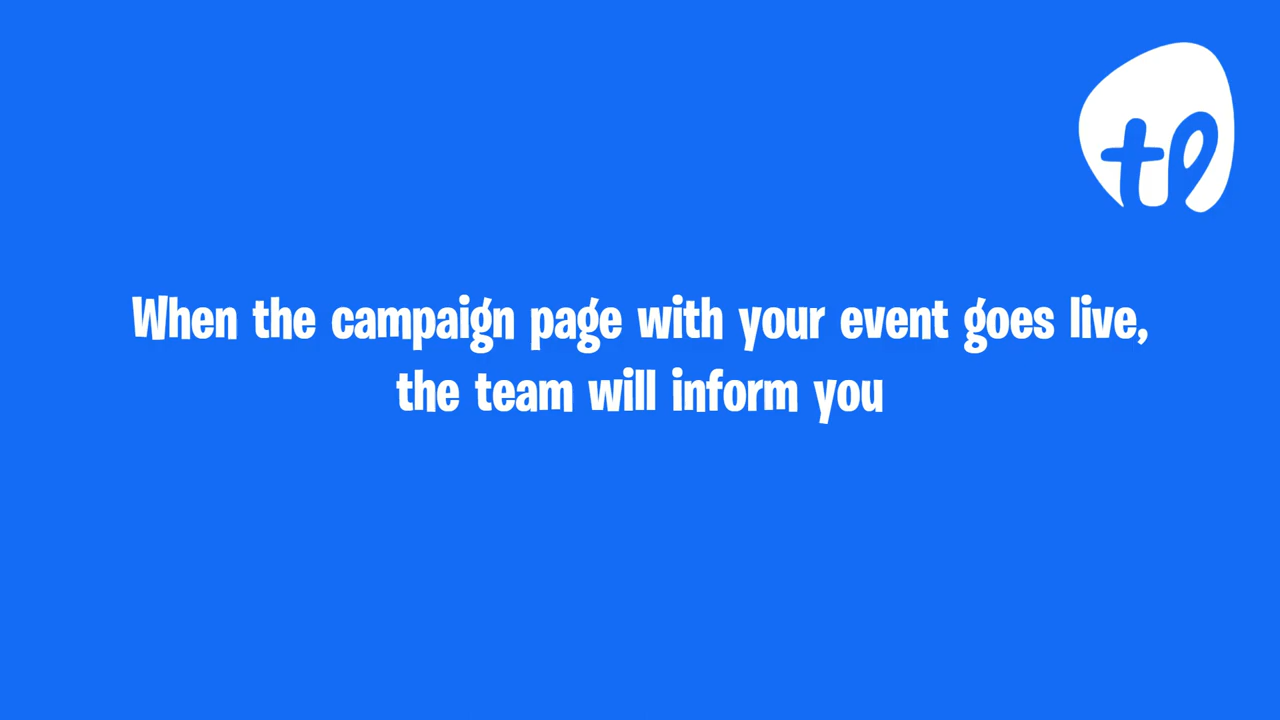 When the campaign page with your event goes live,
the team will inform you